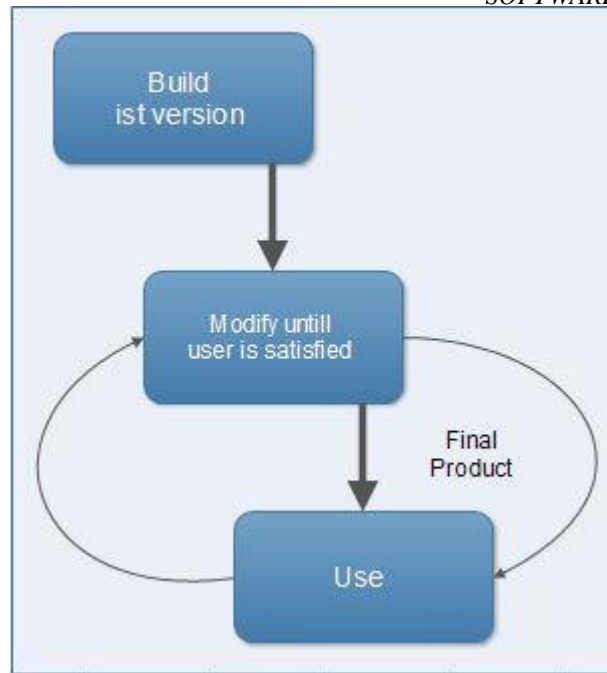 Build
ist version
Modify untill
user is satisfied
Final
Product
Use